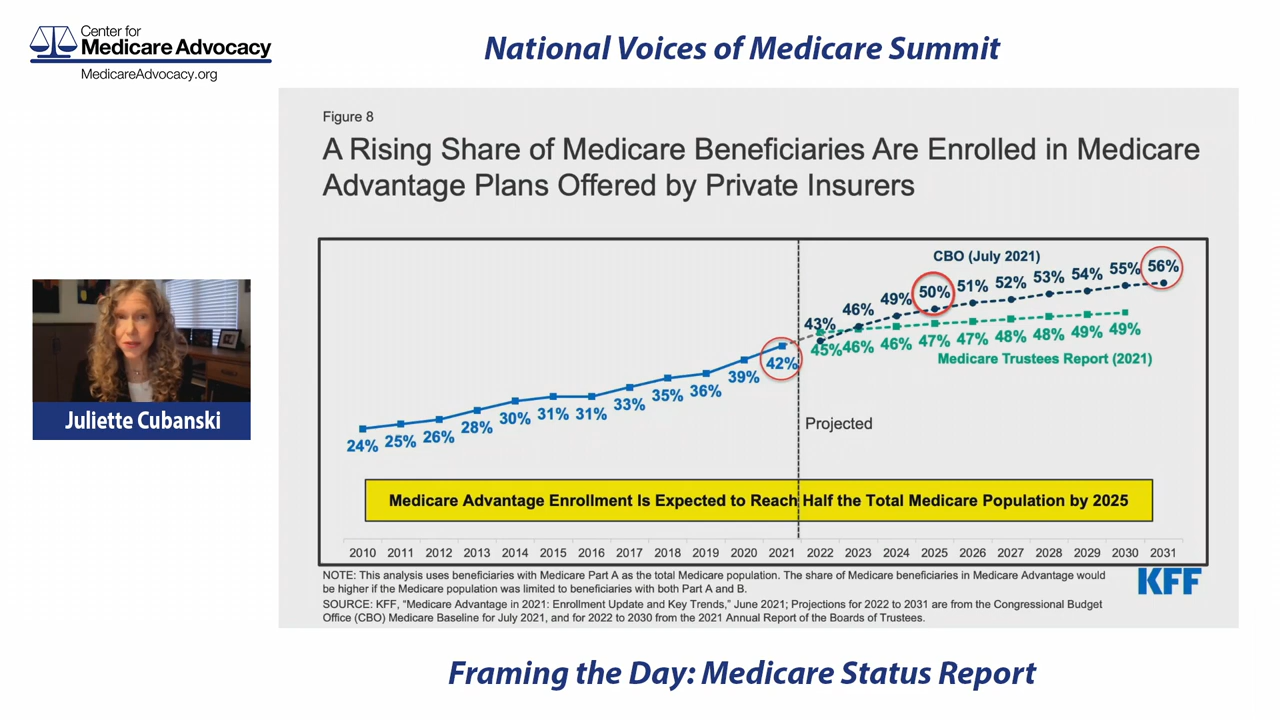 Center for
Medicare Advocacy
MedicareAdvocacy.org
National Voices of Medicare Summit
Figure 8
A Rising Share of Medicare Beneficiaries Are Enrolled in Medicare
Advantage Plans Offered by Private Insurers
CBO (July 2021)
43% 46% 49% 50% 51% 52% 53% 54% 55% 56%
45% 46% 46% 47% 47% 48% 48% 49% 49%
Medicare Trustees Report (2021)
24% 25% 26% 28% 30% 31% 31% 33% 35% 36% 39% 42%
Projected
Medicare Advantage Enrollment Is Expected to Reach Half the Total Medicare Population by 2025
2010 2011 2012 2013 2014 2015 2016 2017 2018 2019 2020 2021 2022 2023 2024 2025 2026 2027 2028 2029 2030 2031
NOTE: This analysis uses beneficiaries with Medicare Part A as the total Medicare population. The share of Medicare beneficiaries in Medicare Advantage would
be higher if the Medicare population was limited to beneficiaries with both Part A and B.
SOURCE: KFF, “Medicare Advantage in 2021: Enrollment Update and Key Trends,” June 2021; Projections for 2022 to 2031 are from the Congressional Budget
Office (CBO) Medicare Baseline for July 2021, and for 2022 to 2030 from the 2021 Annual Report of the Boards of Trustees.
KFF
Juliette Cubanski
Framing the Day: Medicare Status Report